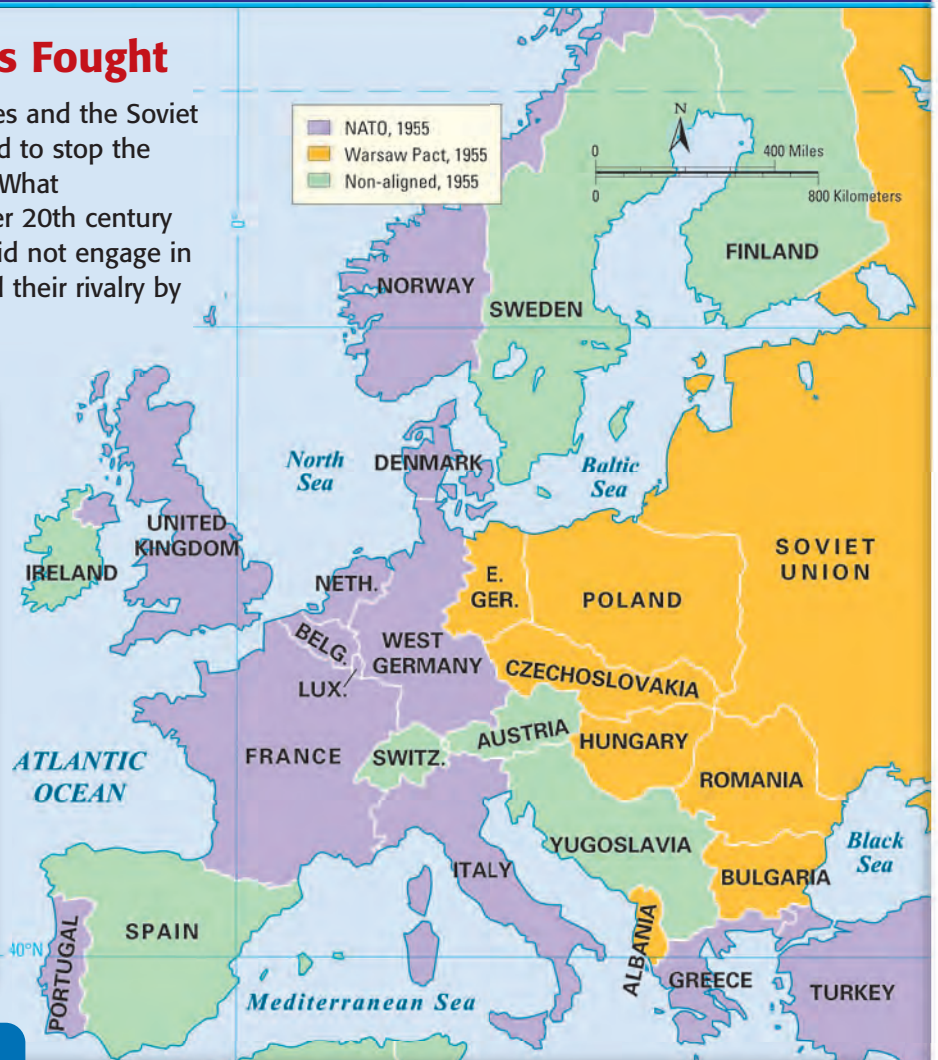 s Fought
es and the Soviet
d to stop the
What
er 20th century
id not engage in
d their rivalry by
NATO, 1955
Warsaw Pact, 1955
Non-aligned, 1955
N
0 400 Miles
0 800 Kilometers
FINLAND
NORWAY
SWEDEN
North
Sea
DENMARK
Baltic
Sea
UNITED
KINGDOM
IRELAND
NETH.
E.
GER.
POLAND
SOVIET
UNION
BELG.
WEST
GERMANY
LUX.
CZECHOSLOVAKIA
ATLANTIC
OCEAN
FRANCE
SWITZ.
AUSTRIA
HUNGARY
ROMANIA
YUGOSLAVIA
Black
Sea
ITALY
BULGARIA
PORTUGAL
SPAIN
40°N
ALBANIA
GREECE
TURKEY
Mediterranean Sea
0°